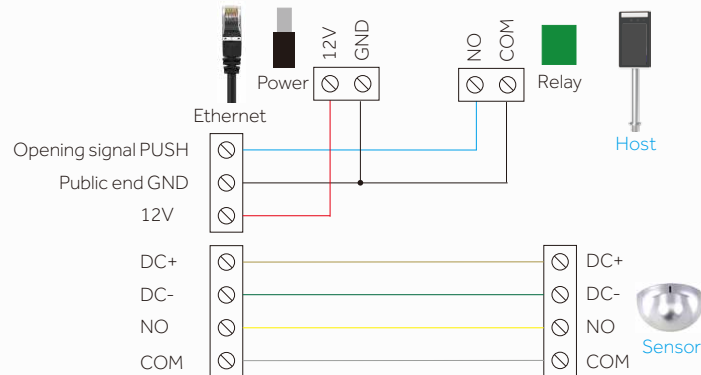 12V
GND
NO
COM
Power
Relay
Ethernet
Host
Opening signal PUSH
Public end GND
12V
DC+
DC+
DC-
DC-
NO
NO
Sensor
COM
COM